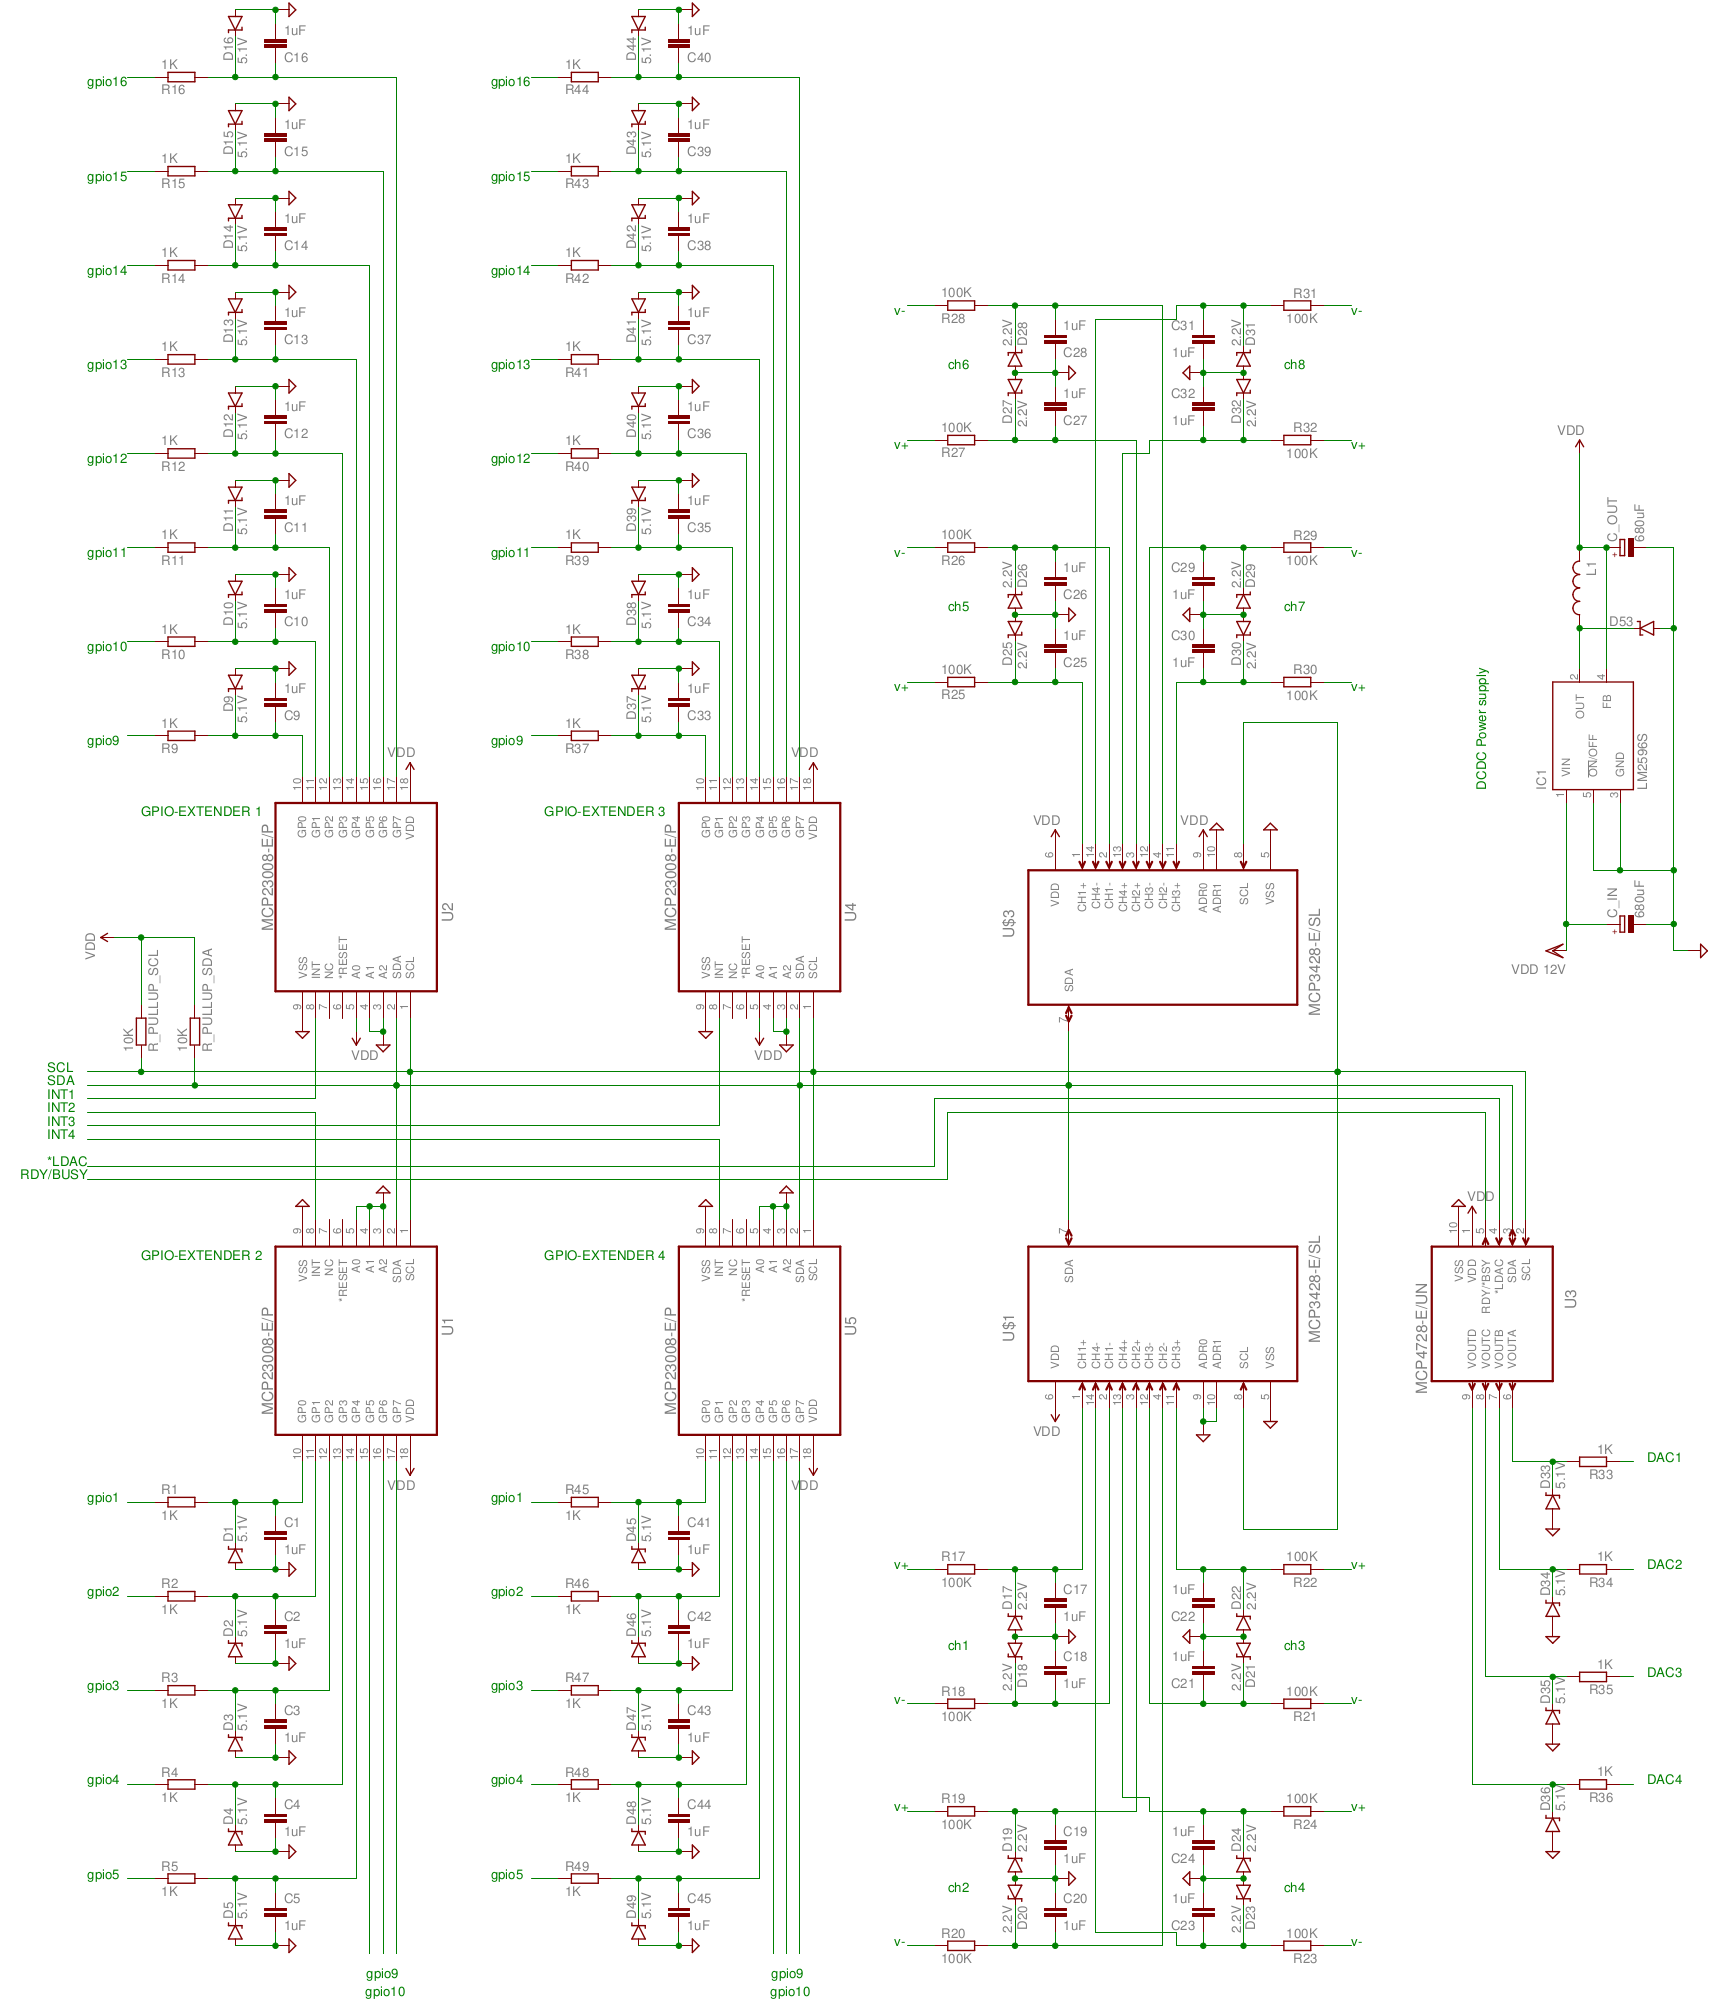 gpio16 1K R16 D16 5.1V 1uF C16
gpio15 1K R15 D15 5.1V 1uF C15
gpio14 1K R14 D14 5.1V 1uF C14
gpio13 1K R13 D13 5.1V 1uF C13
gpio12 1K R12 D12 5.1V 1uF C12
gpio11 1K R11 D11 5.1V 1uF C11
gpio10 1K R10 D10 5.1V 1uF C10
gpio9 1K R9 D9 5.1V 1uF C9
VDD
10 11 12 13 14 15 16 17 18
GPIO-EXTENDER 1
GP0 GP1 GP2 GP3 GP4 GP5 GP6 GP7 VDD
MCP23008-E/P
U2
VSS INT NC *RESET A0 A1 A2 SDA SCL
9 8 7 6 5 4 3 2 1
VDD
gpio16 1K R44 D44 5.1V 1uF C40
gpio15 1K R43 D43 5.1V 1uF C39
gpio14 1K R42 D42 5.1V 1uF C38
gpio13 1K R41 D41 5.1V 1uF C37
gpio12 1K R40 D40 5.1V 1uF C36
gpio11 1K R39 D39 5.1V 1uF C35
gpio10 1K R38 D38 5.1V 1uF C34
gpio9 1K R37 D37 5.1V 1uF C33
VDD
10 11 12 13 14 15 16 17 18
GPIO-EXTENDER 3
GP0 GP1 GP2 GP3 GP4 GP5 GP6 GP7 VDD
MCP23008-E/P
U4
VSS INT NC *RESET A0 A1 A2 SDA SCL
9 8 7 6 5 4 3 2 1
VDD
v- 100K R28 2.2V D28 1uF C28
ch6
v+ 100K R27 D27 2.2V 1uF C27
C31 1uF 2.2V D31 R31 100K v-
ch8
C32 1uF D32 2.2V R32 100K v+
v- 100K R26 2.2V D26 1uF C26
ch5
v+ 100K R25 D25 2.2V 1uF C25
C29 1uF 2.2V D29 R29 100K v-
ch7
C30 1uF D30 2.2V R30 100K v+
VDD VDD
6 1 14 2 13 3 12 4 11 9 10 8 5
VDD CH1+ CH4- CH1- CH4+ CH2+ CH3- CH2- CH3+ ADR0 ADR1 SCL VSS
U$3
MCP3428-E/SL
SDA
7
VDD
C_OUT
680uF
L1
D53
2 4
OUT FB
DCDC Power supply
IC1
LM2596S
VIN ON/OFF GND
1 5 3
C_IN
680uF
VDD 12V
VDD
10K R_PULLUP_SCL
10K R_PULLUP_SDA
SCL
SDA
INT1
INT2
INT3
INT4
*LDAC
RDY/BUSY
9 8 7 6 5 4 3 2 1
GPIO-EXTENDER 2
VSS INT NC *RESET A0 A1 A2 SDA SCL
MCP23008-E/P
U1
GP0 GP1 GP2 GP3 GP4 GP5 GP6 GP7 VDD
10 11 12 13 14 15 16 17 18
VDD
gpio1 R1 1K D1 5.1V C1 1uF
gpio2 R2 1K D2 5.1V C2 1uF
gpio3 R3 1K D3 5.1V C3 1uF
gpio4 R4 1K D4 5.1V C4 1uF
gpio5 R5 1K D5 5.1V C5 1uF
gpio9
gpio10
9 8 7 6 5 4 3 2 1
GPIO-EXTENDER 4
VSS INT NC *RESET A0 A1 A2 SDA SCL
MCP23008-E/P
U5
GP0 GP1 GP2 GP3 GP4 GP5 GP6 GP7 VDD
10 11 12 13 14 15 16 17 18
VDD
gpio1 R45 1K D45 5.1V C41 1uF
gpio2 R46 1K D46 5.1V C42 1uF
gpio3 R47 1K D47 5.1V C43 1uF
gpio4 R48 1K D48 5.1V C44 1uF
gpio5 R49 1K D49 5.1V C45 1uF
gpio9
gpio10
7
SDA
U$1
MCP3428-E/SL
VDD CH1+ CH4- CH1- CH4+ CH2+ CH3- CH2- CH3+ ADR0 ADR1 SCL VSS
6 1 14 2 13 3 12 4 11 9 10 8 5
VDD
v+ R17 100K D17 2.2V C17 1uF
ch1
v- R18 100K 2.2V D18 C18 1uF
1uF C22 D22 2.2V 100K R22 v+
ch3
1uF C21 2.2V D21 100K R21 v-
v+ R19 100K D19 2.2V C19 1uF
ch2
v- R20 100K 2.2V D20 C20 1uF
1uF C24 D24 2.2V 100K R24 v+
ch4
1uF C23 2.2V D23 100K R23 v-
VDD
10 1 5 4 3 2
VSS VDD RDY/*BSY *LDAC SDA SCL
MCP4728-E/UN
U3
VOUTD VOUTC VOUTB VOUTA
9 8 7 6
D33 5.1V 1K R33 DAC1
D34 5.1V 1K R34 DAC2
D35 5.1V 1K R35 DAC3
D36 5.1V 1K R36 DAC4